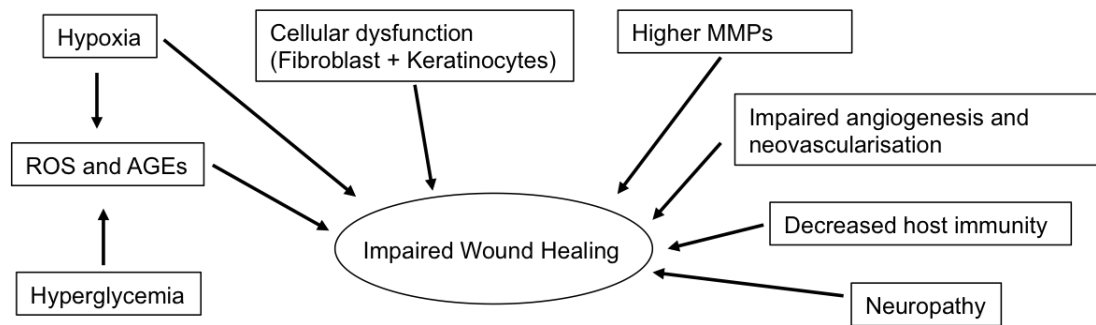 Hypoxia
Cellular dysfunction
(Fibroblast + Keratinocytes)
Higher MMPs
Impaired angiogenesis and
neovascularisation
ROS and AGEs
Decreased host immunity
Impaired Wound Healing
Hyperglycemia
Neuropathy